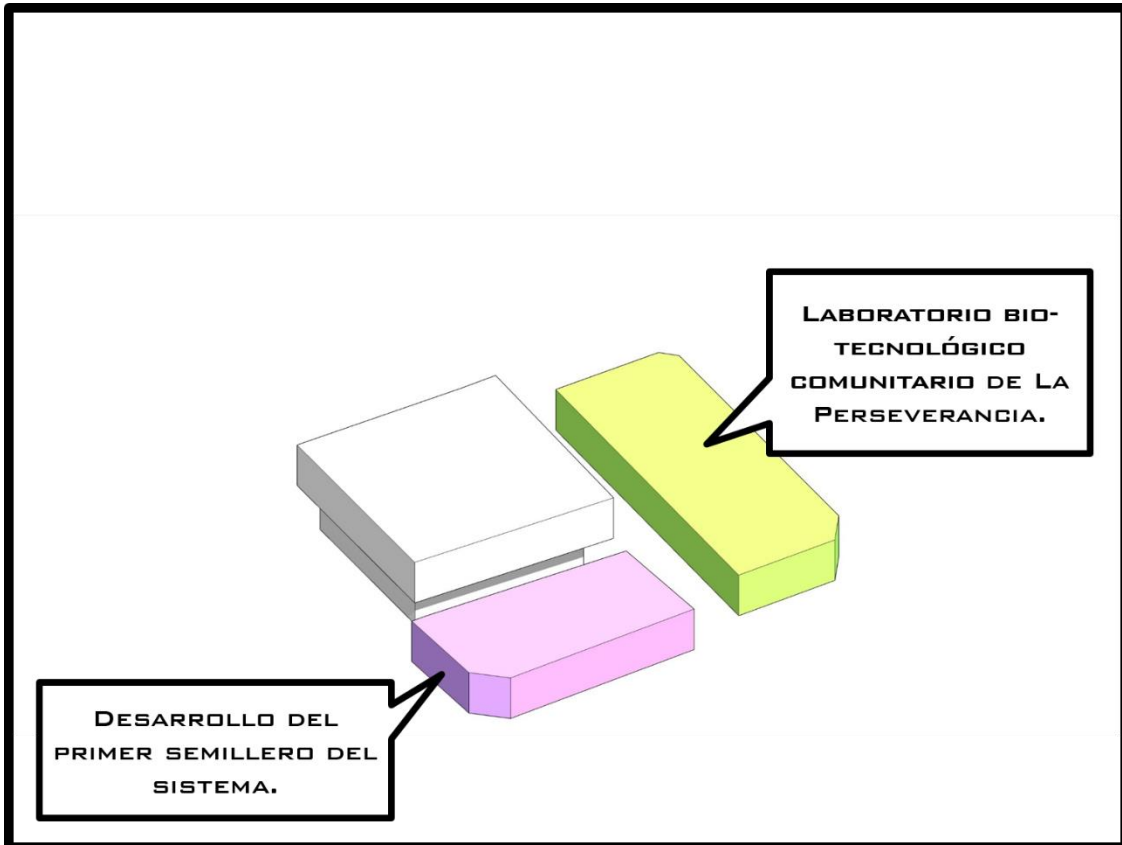 Laboratorio bio-
tecnológico
comunitario de La
Perseverancia.
Desarrollo del
primer semillero del
sistema.